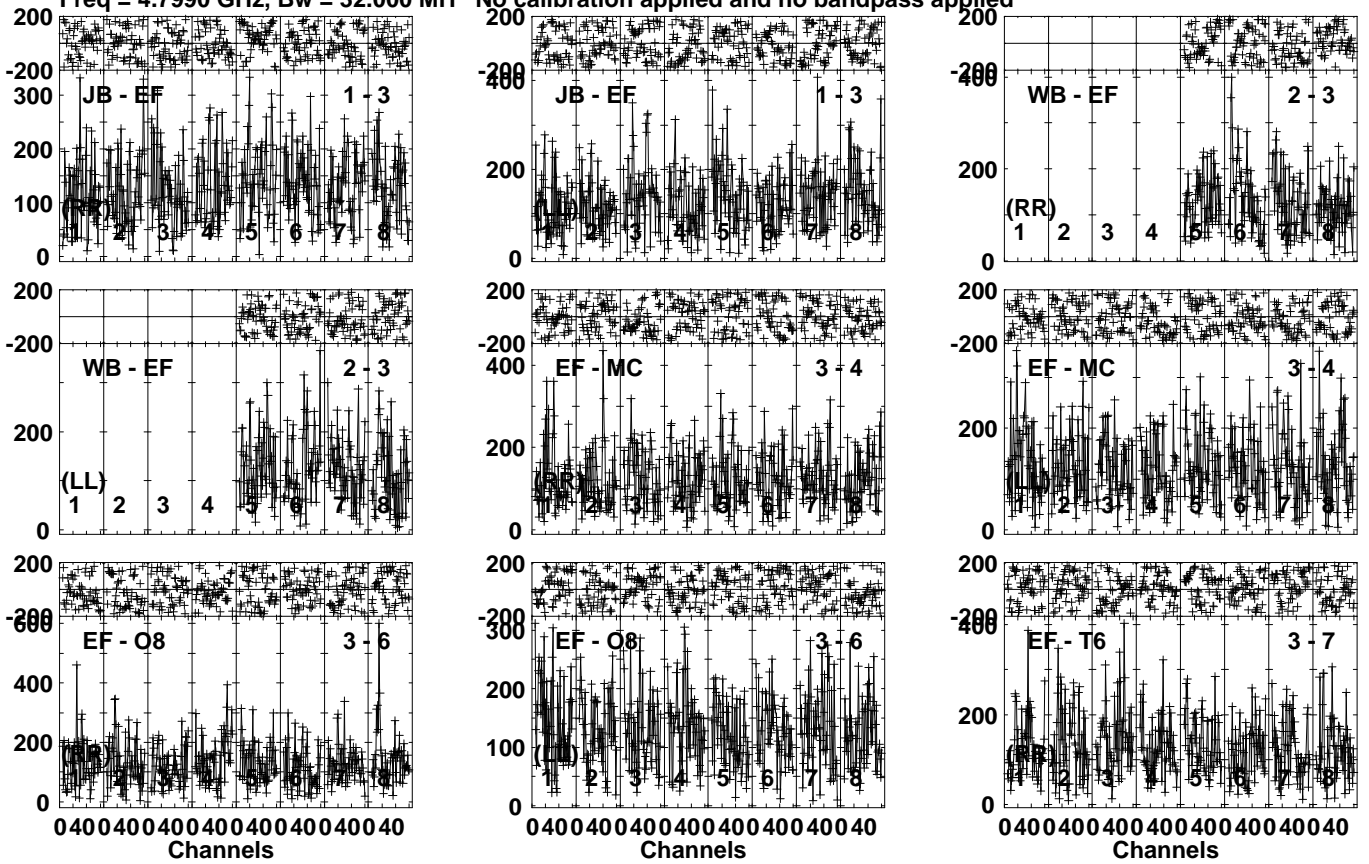 Freq = 4.7990 GHz, Bw = 32.000 MH No calibration applied and no bandpass applied
200 200 200
-200 -200 -200
300 400 400
JB - EF 1 - 3 JB - EF 1 - 3 WB - EF 2 - 3
200 200 200
100
(RR) (LL) (RR)
1 2 3 4 5 6 7 8 1 2 3 4 5 6 7 8 1 2 3 4 5 6 7 8
0 0 0
200 200 200
-200 -200 -200
WB - EF 2 - 3 EF - MC 3 - 4 EF - MC 3 - 4
400
200 200 200
(LL) (RR) (LL)
1 2 3 4 5 6 7 8 1 2 3 4 5 6 7 8 1 2 3 4 5 6 7 8
0 0 0
200 200 200
-200 -200 -200
600 300 400
EF - O8 3 - 6 EF - O8 3 - 6 EF - T6 3 - 7
400 200
200 100 200
(RR) (LL) (RR)
1 2 3 4 5 6 7 8 1 2 3 4 5 6 7 8 1 2 3 4 5 6 7 8
0 0 0
0 40 0 40 0 40 0 40 0 40 0 40 0 40 0 40 0 40 0 40 0 40 0 40 0 40 0 40 0 40 0 40 0 40 0 40 0 40 0 40 0 40 0 40 0 40 0 40
Channels Channels Channels